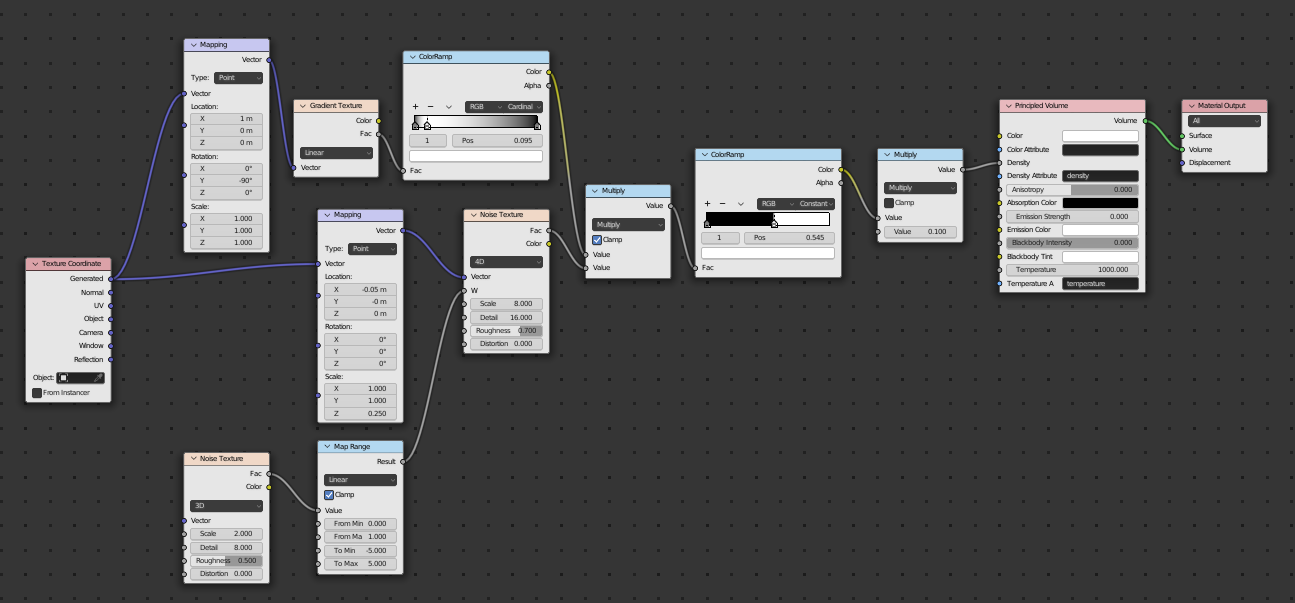 Texture Coordinate
Generated
Normal
UV
Object
Camera
Window
Reflection
Object:
From Instancer
Mapping
Vector
Type: Point
Vector
Location:
X 1 m
Y 0 m
Z 0 m
Rotation:
X 0°
Y -90°
Z 0°
Scale:
X 1.000
Y 1.000
Z 1.000
Gradient Texture
Color
Fac
Linear
Vector
ColorRamp
Color
Alpha
+ − RGB Cardinal
1 Pos 0.095
Fac
Mapping
Vector
Type: Point
Vector
Location:
X -0.05 m
Y -0 m
Z 0 m
Rotation:
X 0°
Y 0°
Z 0°
Scale:
X 1.000
Y 1.000
Z 0.250
Noise Texture
Fac
Color
4D
Vector
W
Scale 8.000
Detail 16.000
Roughness 0.700
Distortion 0.000
Noise Texture
Fac
Color
3D
Vector
Scale 2.000
Detail 8.000
Roughness 0.500
Distortion 0.000
Map Range
Result
Linear
Clamp
Value
From Min 0.000
From Ma 1.000
To Min -5.000
To Max 5.000
Multiply
Value
Multiply
Clamp
Value
Value
ColorRamp
Color
Alpha
+ − RGB Constant
1 Pos 0.545
Fac
Multiply
Value
Multiply
Clamp
Value
Value 0.100
Principled Volume
Volume
Color
Color Attribute
Density
Density Attribute density
Anisotropy 0.000
Absorption Color
Emission Strength 0.000
Emission Color
Blackbody Intensity 0.000
Blackbody Tint
Temperature 1000.000
Temperature A temperature
Material Output
All
Surface
Volume
Displacement